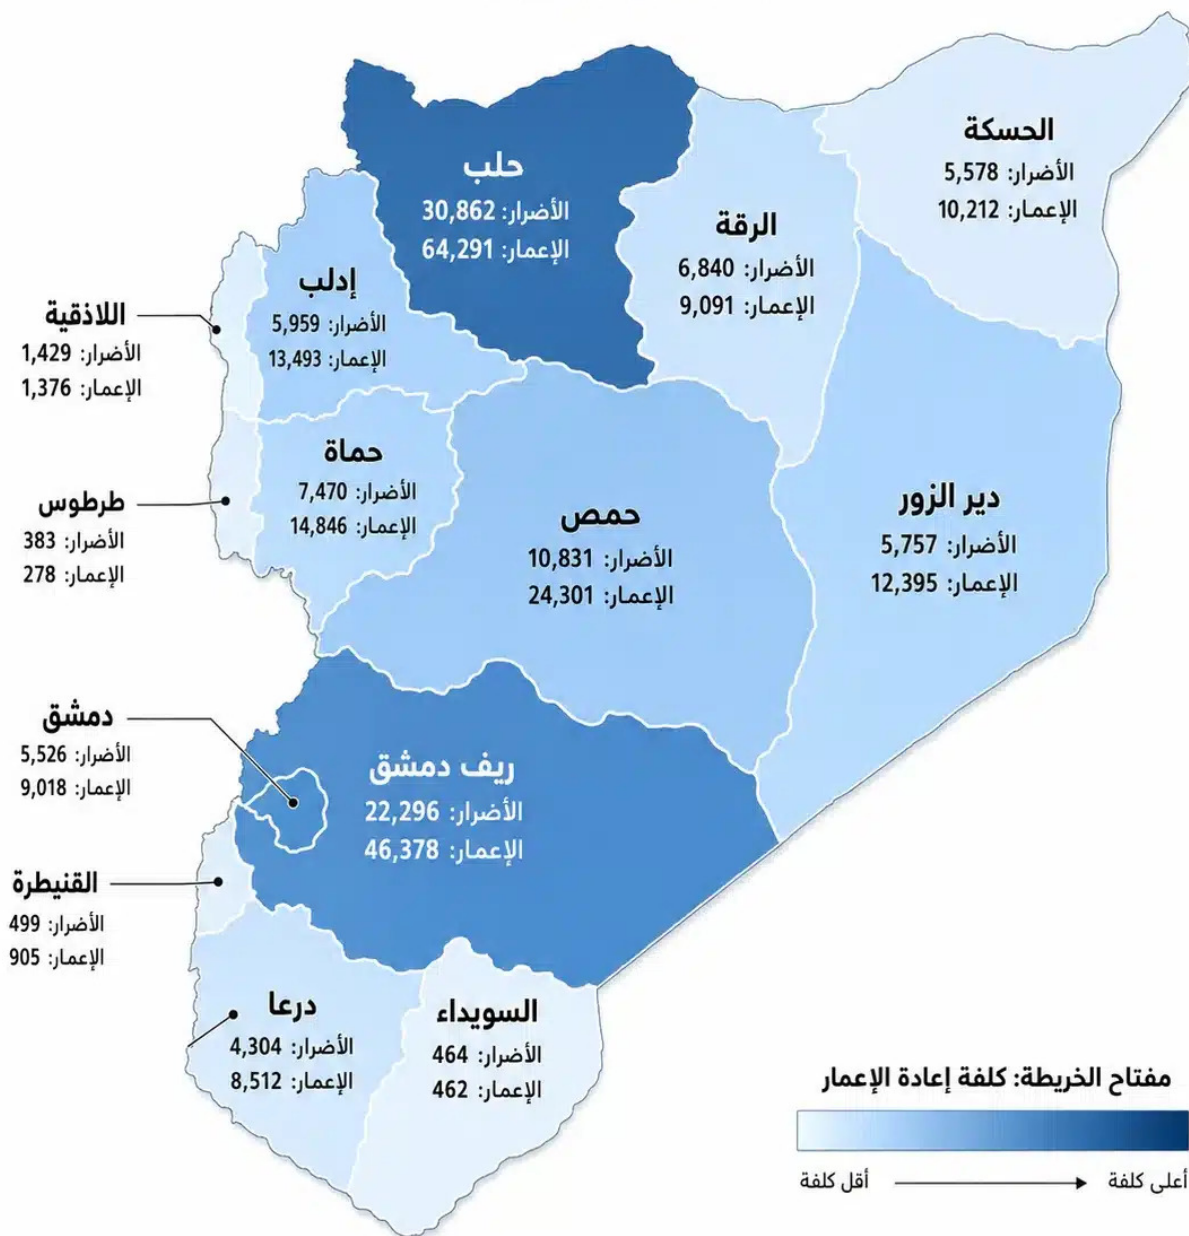 حلب
الأضرار: 30,862
الإعمار: 64,291
الحسكة
الأضرار: 5,578
الإعمار: 10,212
الرقة
الأضرار: 6,840
الإعمار: 9,091
إدلب
الأضرار: 5,959
الإعمار: 13,493
اللاذقية
الأضرار: 1,429
الإعمار: 1,376
حماة
الأضرار: 7,470
الإعمار: 14,846
طرطوس
الأضرار: 383
الإعمار: 278
حمص
الأضرار: 10,831
الإعمار: 24,301
دير الزور
الأضرار: 5,757
الإعمار: 12,395
دمشق
الأضرار: 5,526
الإعمار: 9,018
ريف دمشق
الأضرار: 22,296
الإعمار: 46,378
القنيطرة
الأضرار: 499
الإعمار: 905
درعا
الأضرار: 4,304
الإعمار: 8,512
السويداء
الأضرار: 464
الإعمار: 462
مفتاح الخريطة: كلفة إعادة الإعمار
أعلى كلفة
أقل كلفة